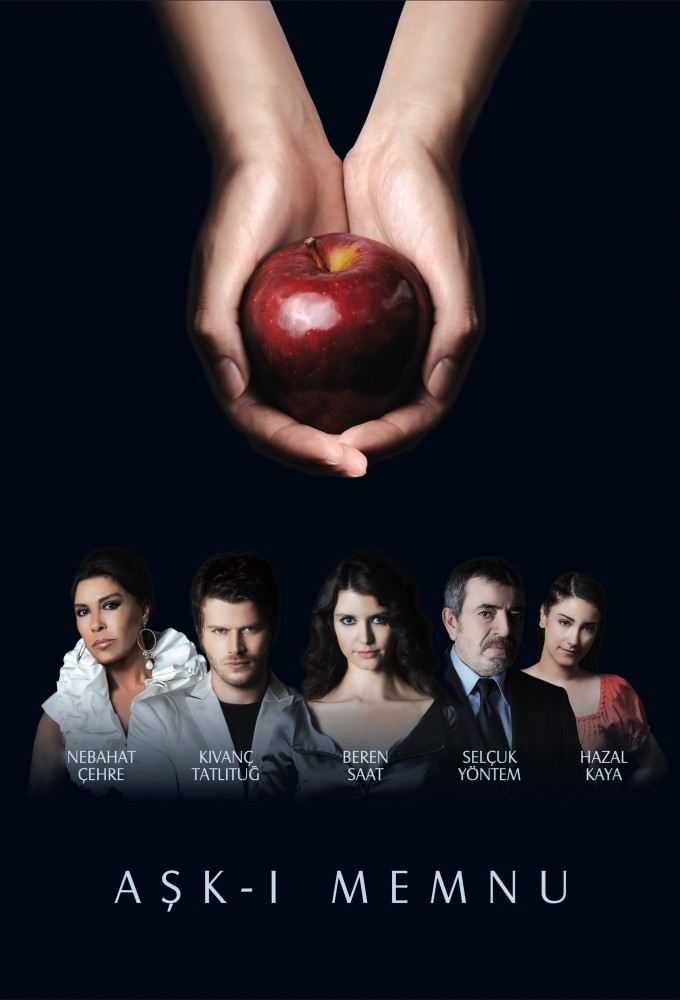 NEBAHAT
ÇEHRE
KIVANÇ
TATLITUĞ
BEREN
SAAT
SELÇUK
YÖNTEM
HAZAL
KAYA
AŞK-I MEMNU